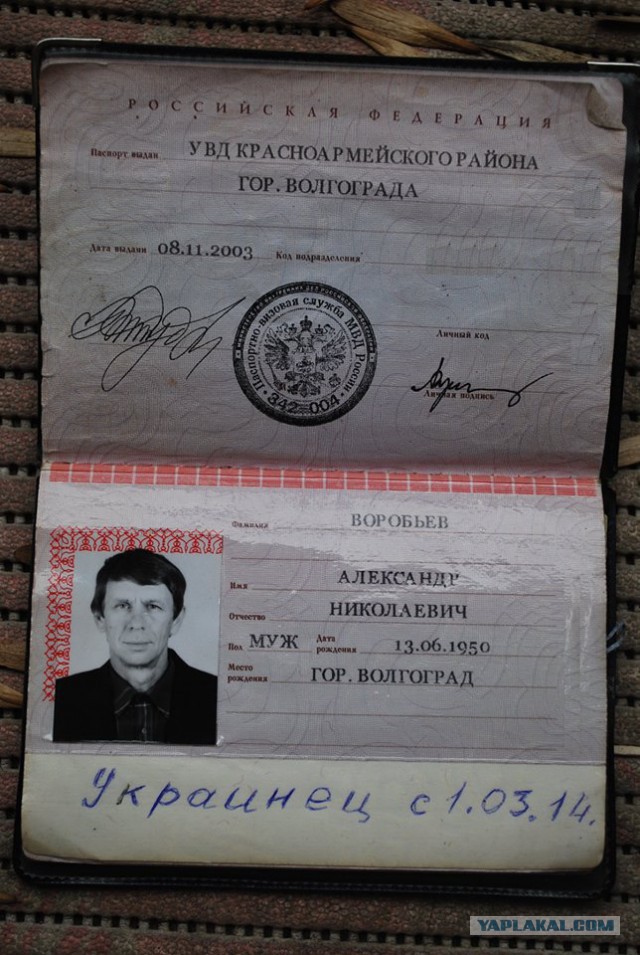 РОССИЙСКАЯ ФЕДЕРАЦИЯ
Паспорт выдан УВД КРАСНОАРМЕЙСКОГО РАЙОНА
ГОР. ВОЛГОГРАДА
Дата выдачи 08.11.2003 Код подразделения
Паспортно-визовая служба МВД России
342-004
Личный код
Личная подпись
Фамилия ВОРОБЬЕВ
Имя АЛЕКСАНДР
Отчество НИКОЛАЕВИЧ
Пол МУЖ Дата рождения 13.06.1950
Место рождения ГОР. ВОЛГОГРАД
Украинец с 1.03.14.
YAPLAKAL.COM